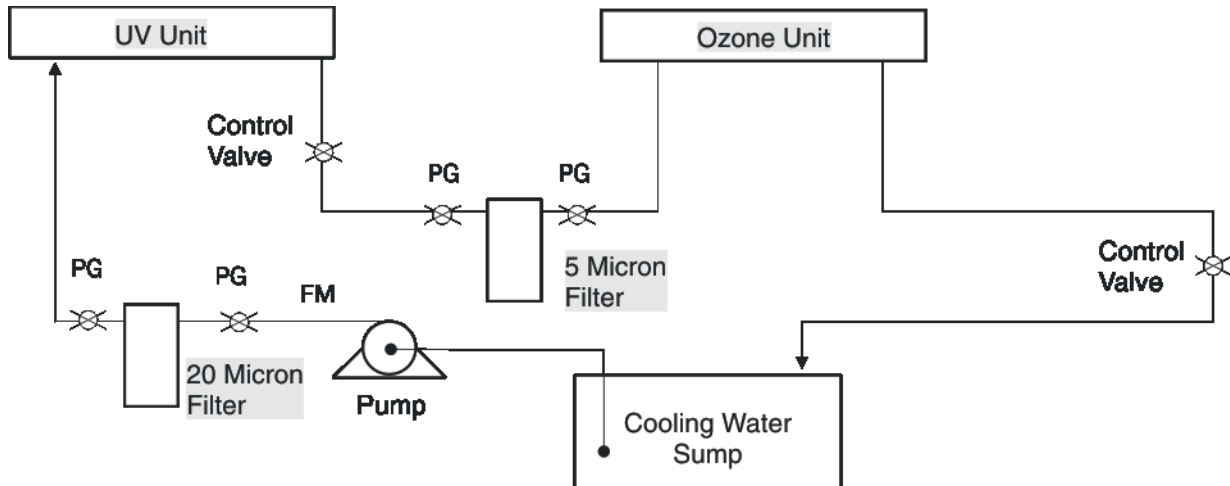 UV Unit
Ozone Unit
Control
Valve
PG
PG
5 Micron
Filter
Control
Valve
PG
PG
FM
20 Micron
Filter
Pump
Cooling Water
Sump